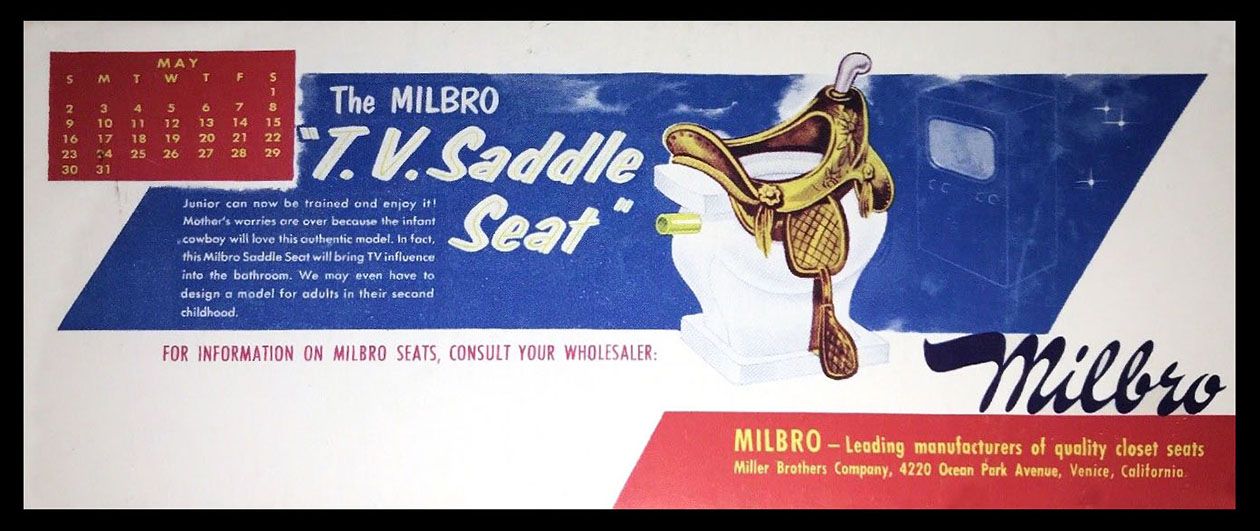 MAY
S M T W T F S
1
2 3 4 5 6 7 8
9 10 11 12 13 14 15
16 17 18 19 20 21 22
23 24 25 26 27 28 29
30 31
The MILBRO
"T.V. Saddle
Seat"
Junior can now be trained and enjoy it!
Mother's worries are over because the infant
cowboy will love this authentic model. In fact,
this Milbro Saddle Seat will bring TV influence
into the bathroom. We may even have to
design a model for adults in their second
childhood.
FOR INFORMATION ON MILBRO SEATS, CONSULT YOUR WHOLESALER:
Milbro
MILBRO – Leading manufacturers of quality closet seats
Miller Brothers Company, 4220 Ocean Park Avenue, Venice, California.